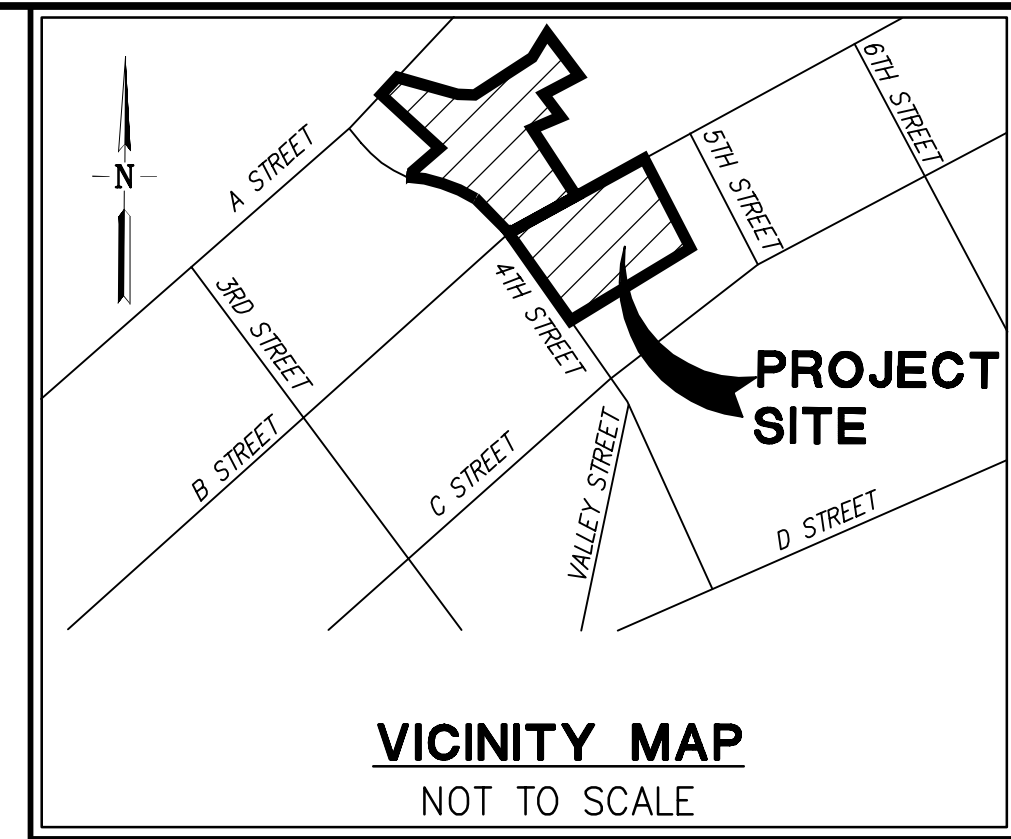 N
A STREET
3RD STREET
B STREET
C STREET
4TH STREET
5TH STREET
6TH STREET
VALLEY STREET
D STREET
PROJECT
SITE
VICINITY MAP
NOT TO SCALE